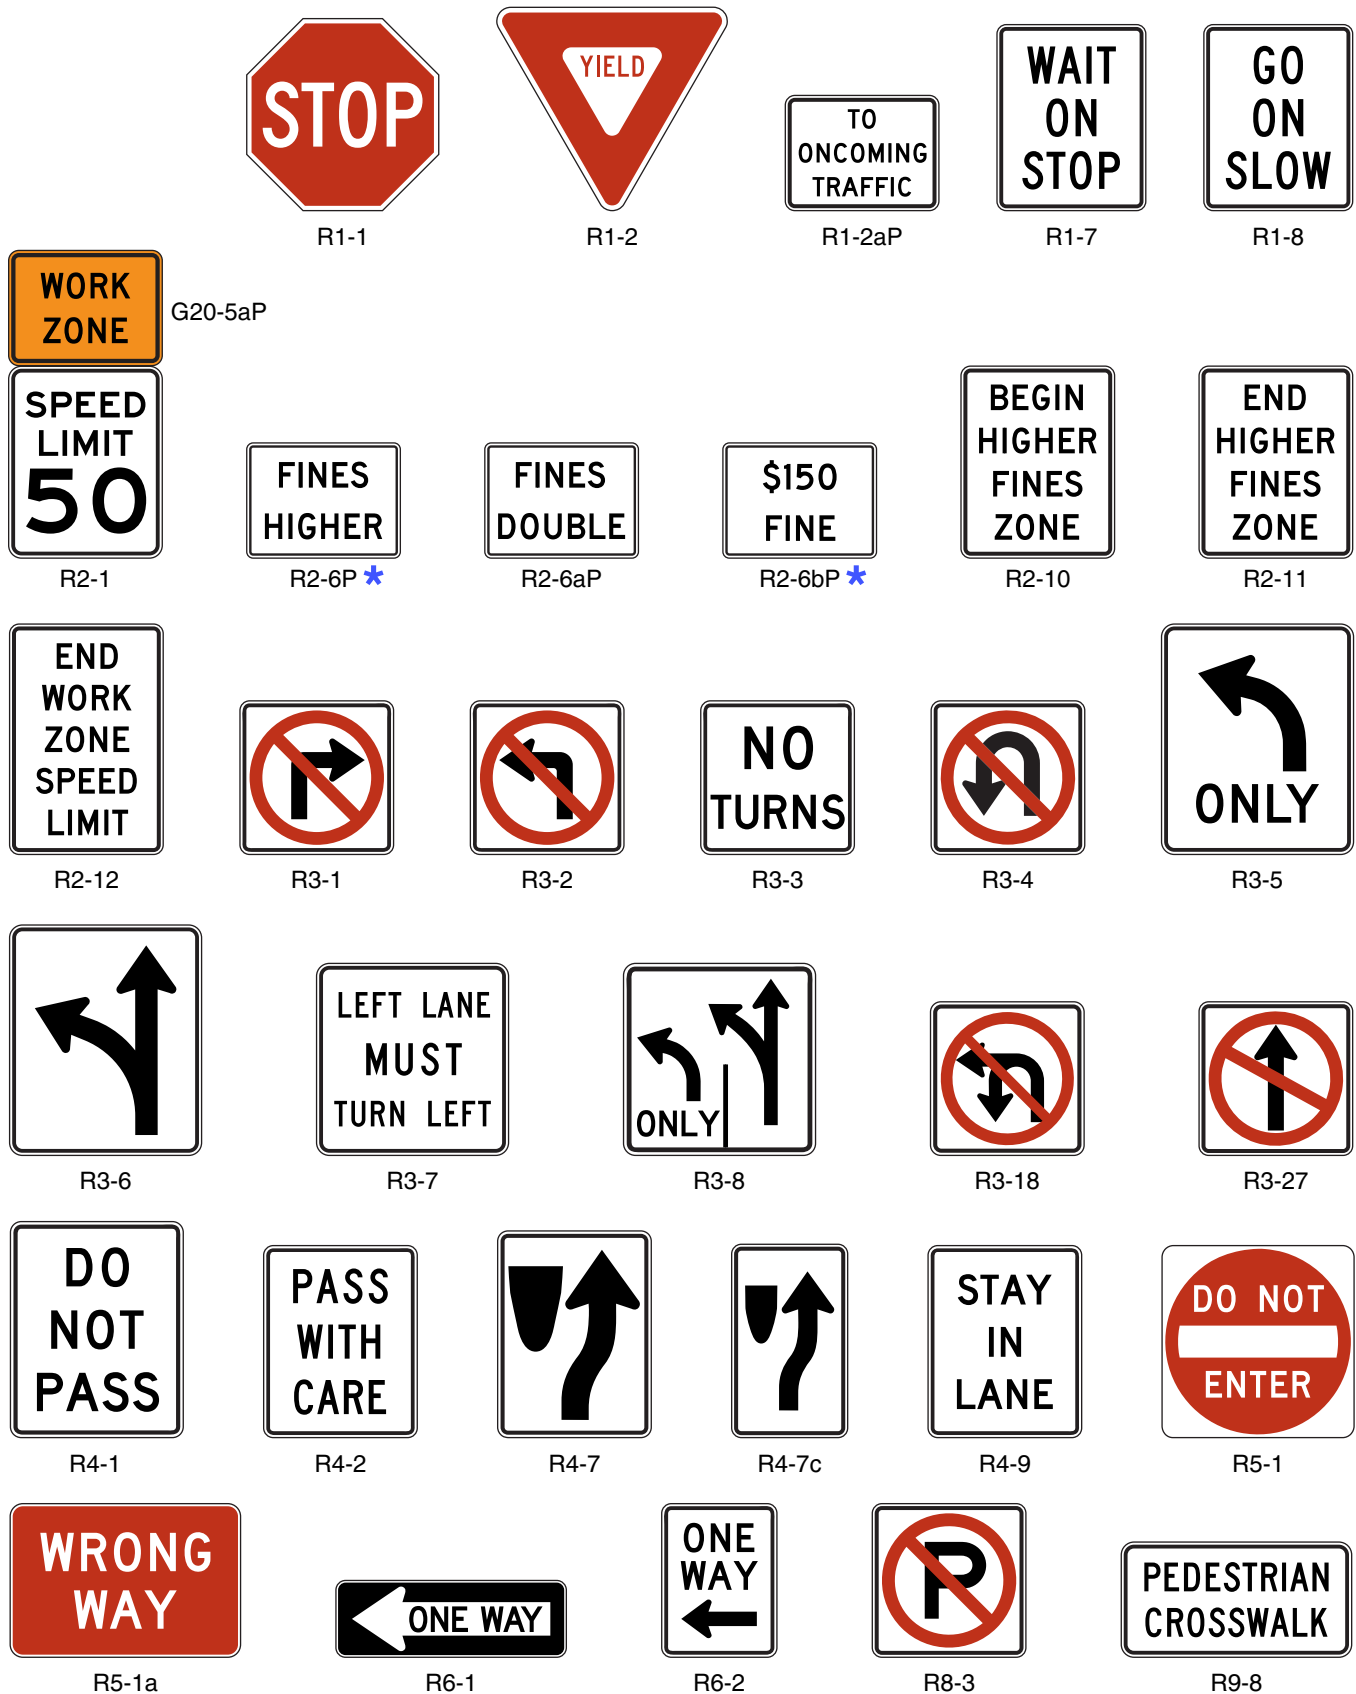 STOP
R1-1
YIELD
R1-2
TO
ONCOMING
TRAFFIC
R1-2aP
WAIT
ON
STOP
R1-7
GO
ON
SLOW
R1-8
WORK
ZONE
G20-5aP
SPEED
LIMIT
50
R2-1
FINES
HIGHER
R2-6P *
FINES
DOUBLE
R2-6aP
$150
FINE
R2-6bP *
BEGIN
HIGHER
FINES
ZONE
R2-10
END
HIGHER
FINES
ZONE
R2-11
END
WORK
ZONE
SPEED
LIMIT
R2-12
R3-1
R3-2
NO
TURNS
R3-3
R3-4
ONLY
R3-5
R3-6
LEFT LANE
MUST
TURN LEFT
R3-7
ONLY
R3-8
R3-18
R3-27
DO
NOT
PASS
R4-1
PASS
WITH
CARE
R4-2
R4-7
R4-7c
STAY
IN
LANE
R4-9
DO NOT
ENTER
R5-1
WRONG
WAY
R5-1a
ONE WAY
R6-1
ONE
WAY
R6-2
P
R8-3
PEDESTRIAN
CROSSWALK
R9-8